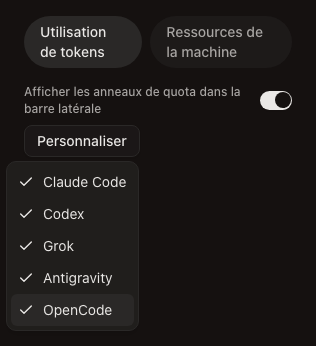 Utilisation
de tokens
Ressources de
la machine
Afficher les anneaux de quota dans la
barre latérale
Personnaliser
Claude Code
Codex
Grok
Antigravity
OpenCode